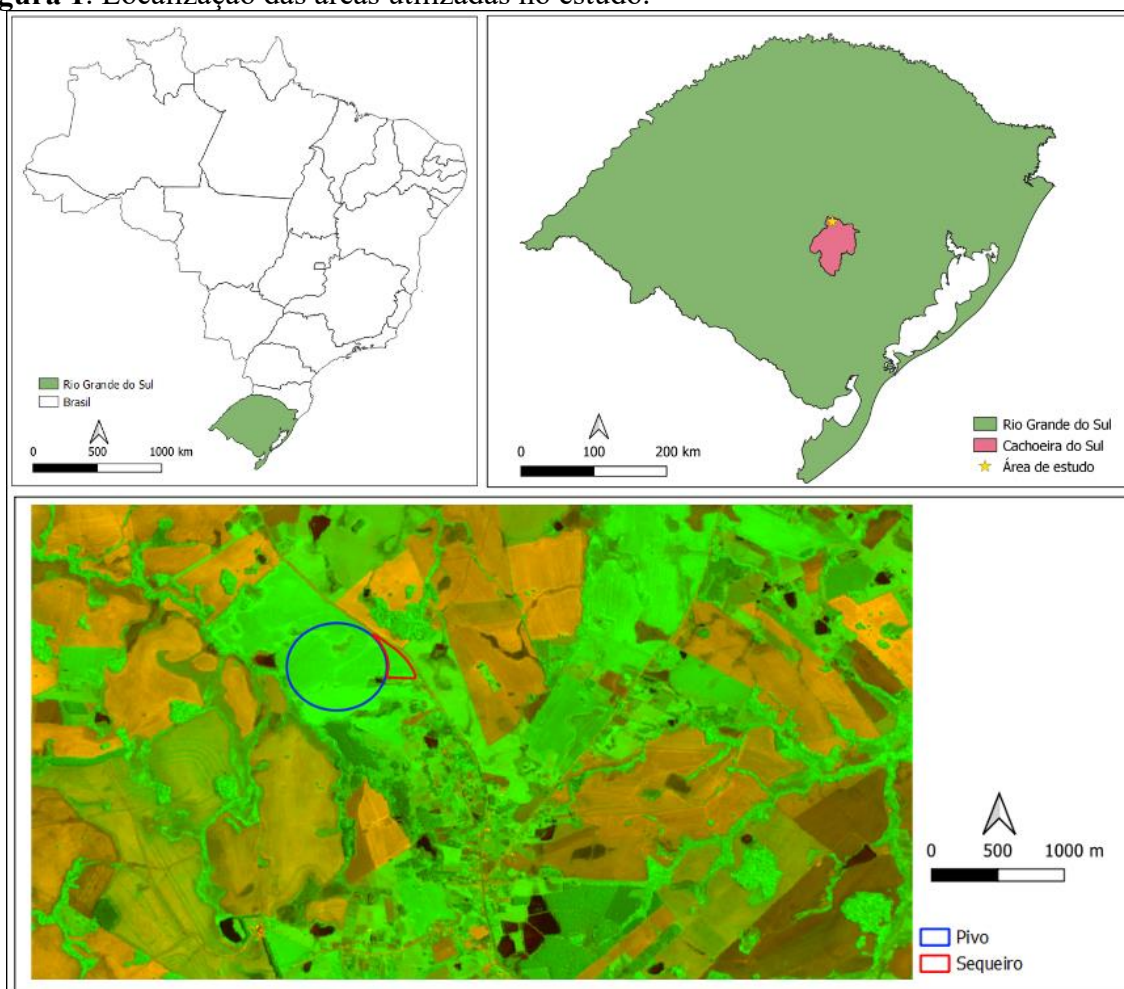 gura 1. Localização das áreas utilizadas no estudo.
Rio Grande do Sul
Brasil
0 500 1000 km
Rio Grande do Sul
Cachoeira do Sul
Área de estudo
0 100 200 km
0 500 1000 m
Pivo
Sequeiro